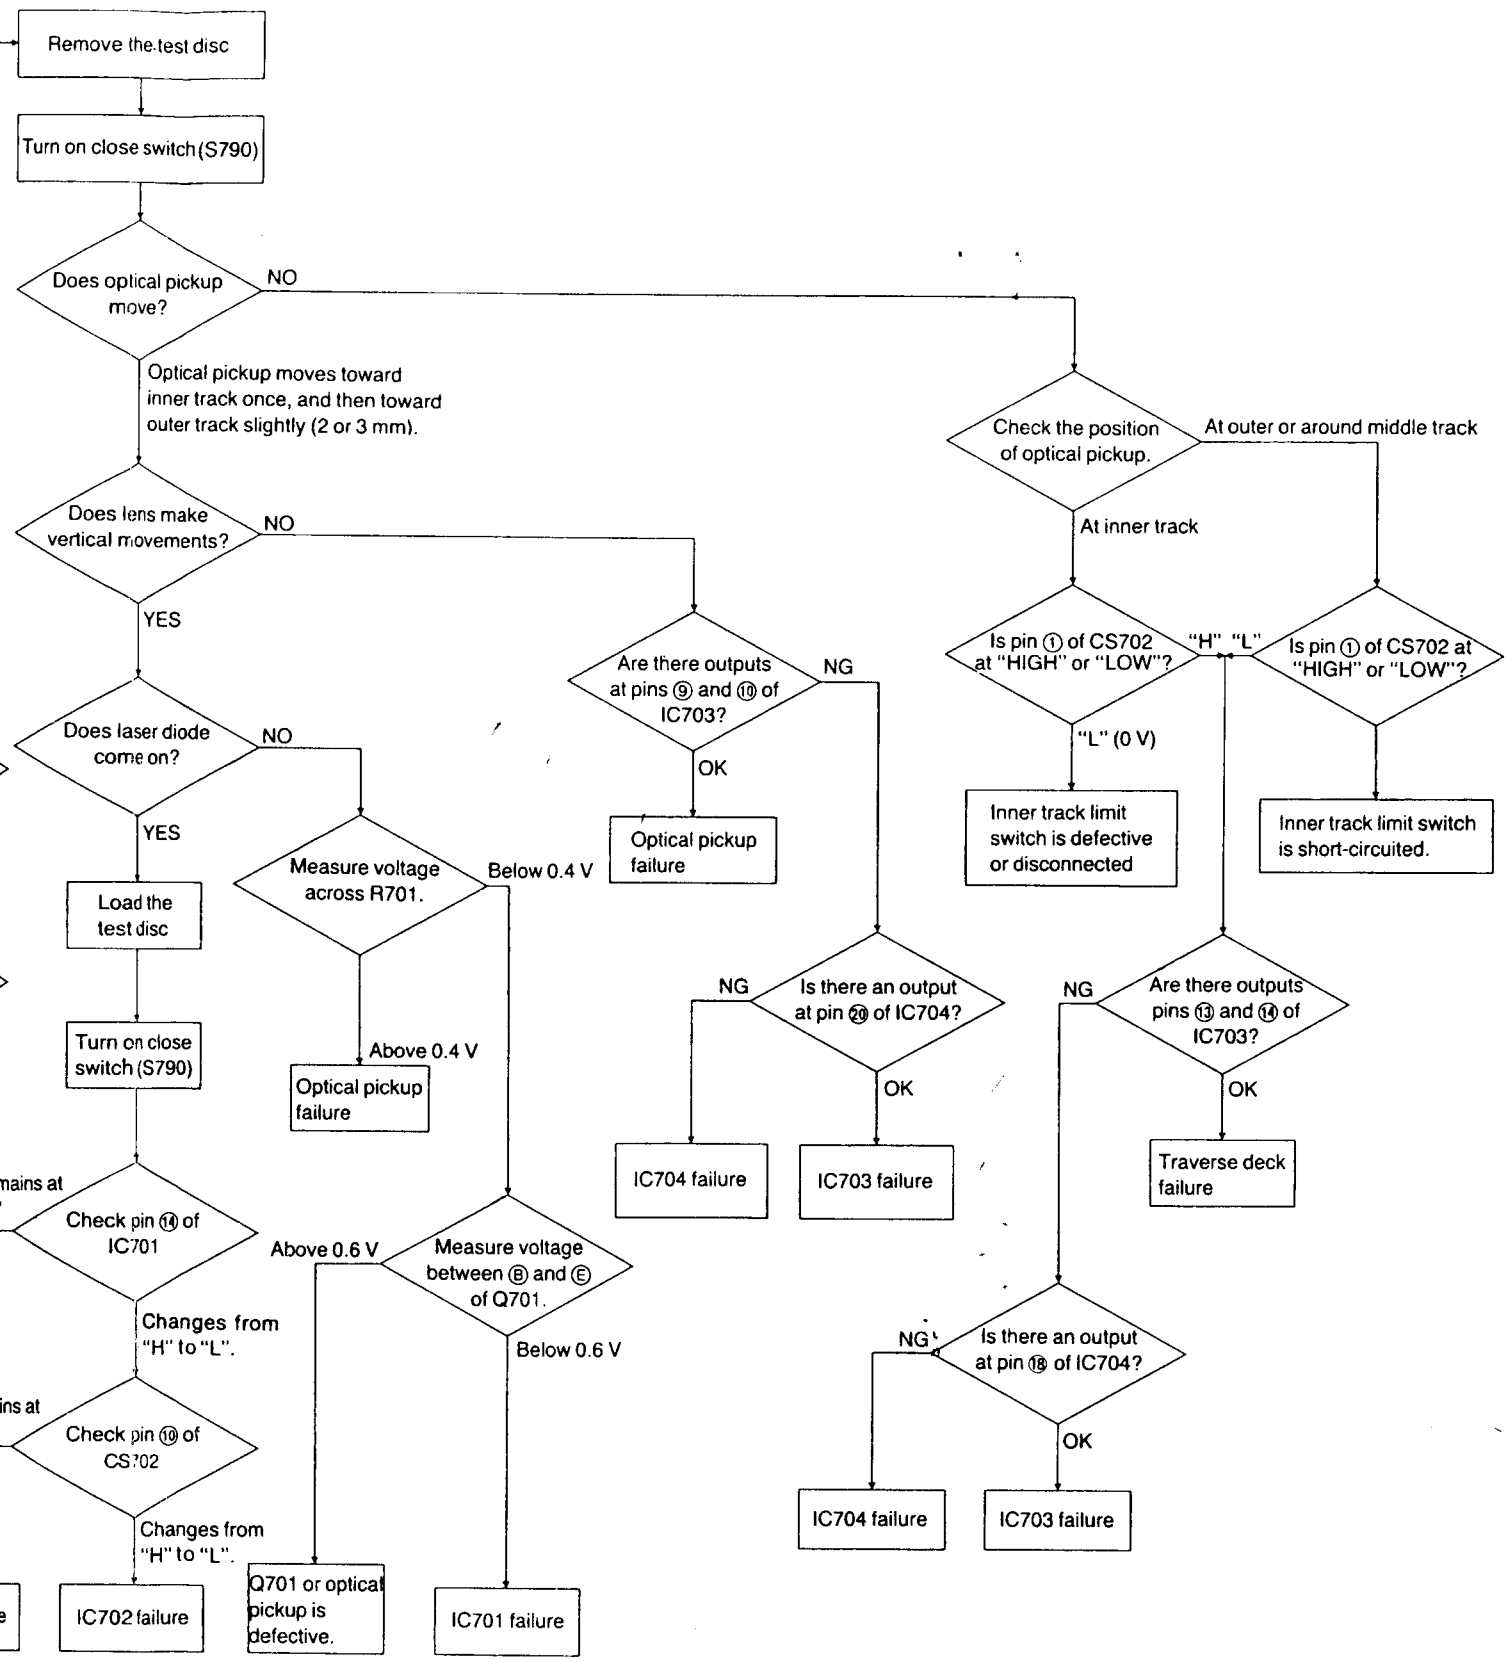 Remove the test disc
Turn on close switch (S790)
Does optical pickup
move?
NO
Optical pickup moves toward
inner track once, and then toward
outer track slightly (2 or 3 mm).
Check the position
of optical pickup.
At outer or around middle track
At inner track
Does lens make
vertical movements?
NO
YES
Are there outputs
at pins ⑨ and ⑩ of
IC703?
NG
OK
Optical pickup
failure
Is pin ① of CS702
at “HIGH” or “LOW”?
“H”
“L”
Is pin ① of CS702 at
“HIGH” or “LOW”?
“L” (0 V)
Inner track limit
switch is defective
or disconnected
Inner track limit switch
is short-circuited.
Does laser diode
come on?
NO
YES
Load the
test disc
Measure voltage
across R701.
Below 0.4 V
Above 0.4 V
Optical pickup
failure
Turn on close
switch (S790)
Is there an output
at pin ⑳ of IC704?
NG
OK
IC704 failure
IC703 failure
Are there outputs
pins ⑬ and ⑭ of
IC703?
NG
OK
Traverse deck
failure
mains at
Check pin ⑭ of
IC701
Changes from
“H” to “L”.
Measure voltage
between Ⓑ and Ⓔ
of Q701.
Above 0.6 V
Below 0.6 V
Is there an output
at pin ⑱ of IC704?
NG
OK
IC704 failure
IC703 failure
ins at
Check pin ⑩ of
CS702
Changes from
“H” to “L”.
e
IC702 failure
Q701 or optical
pickup is
defective.
IC701 failure